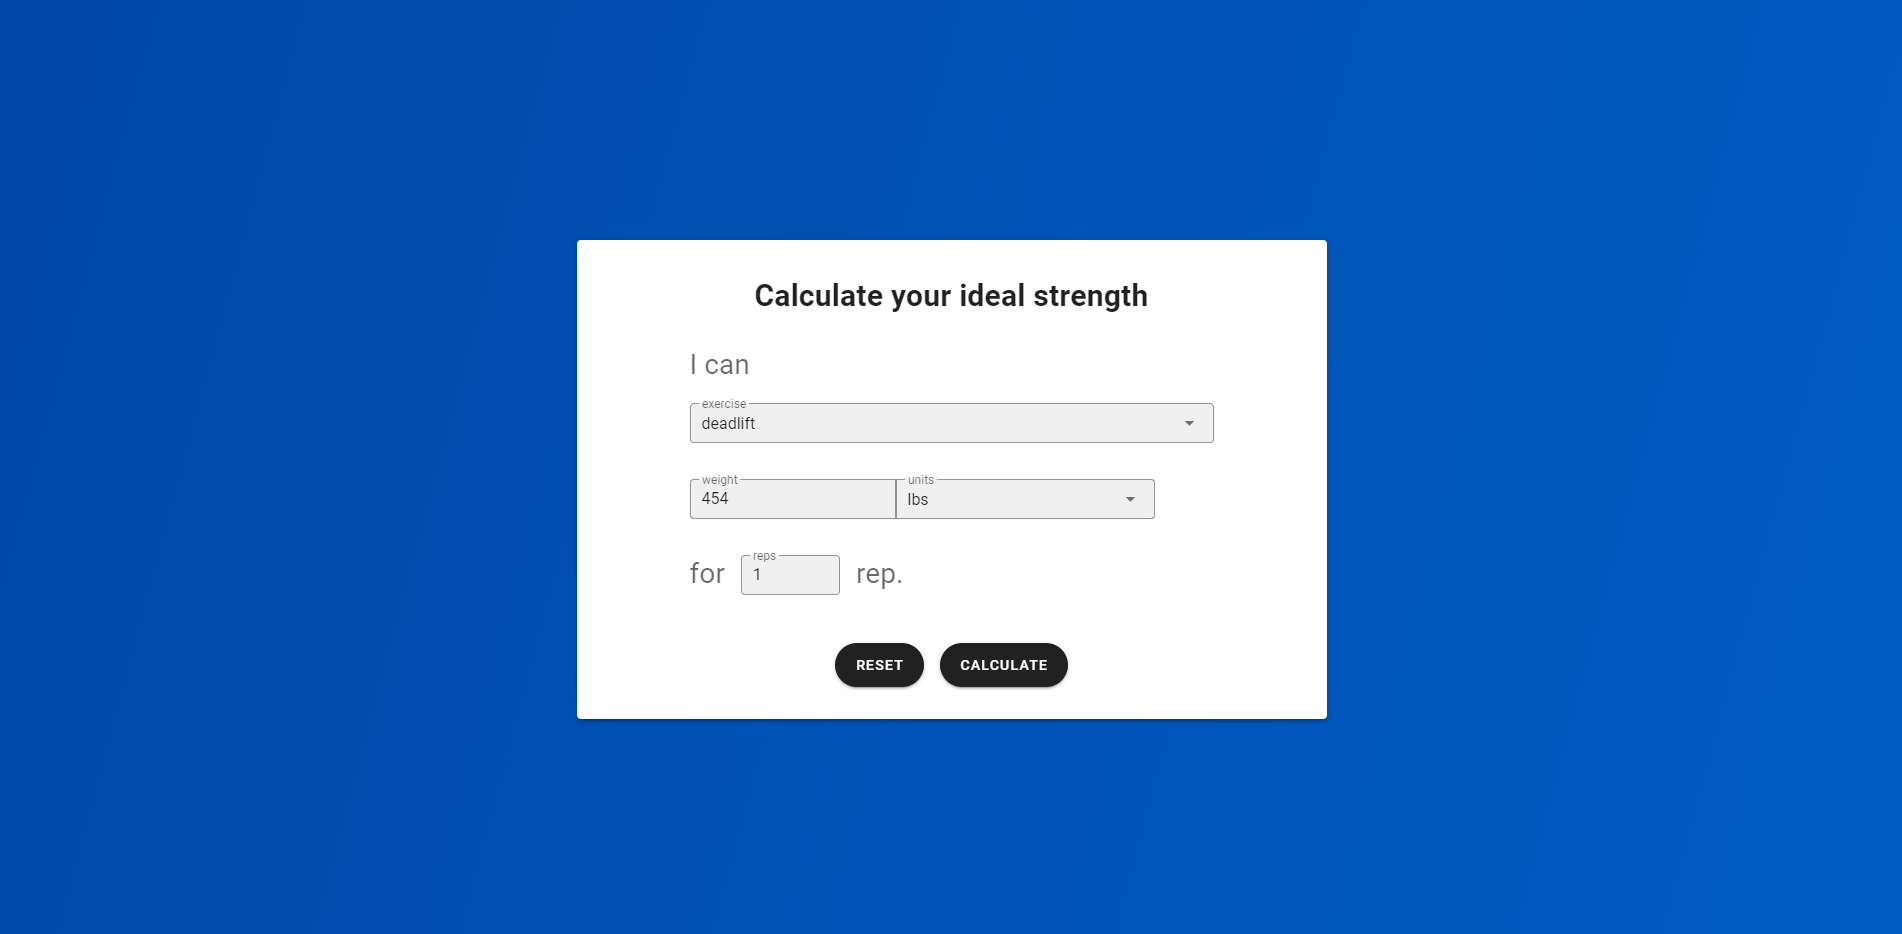 Calculate your ideal strength
I can
exercise
deadlift
weight units
454 lbs
reps
for 1 rep.
RESET CALCULATE